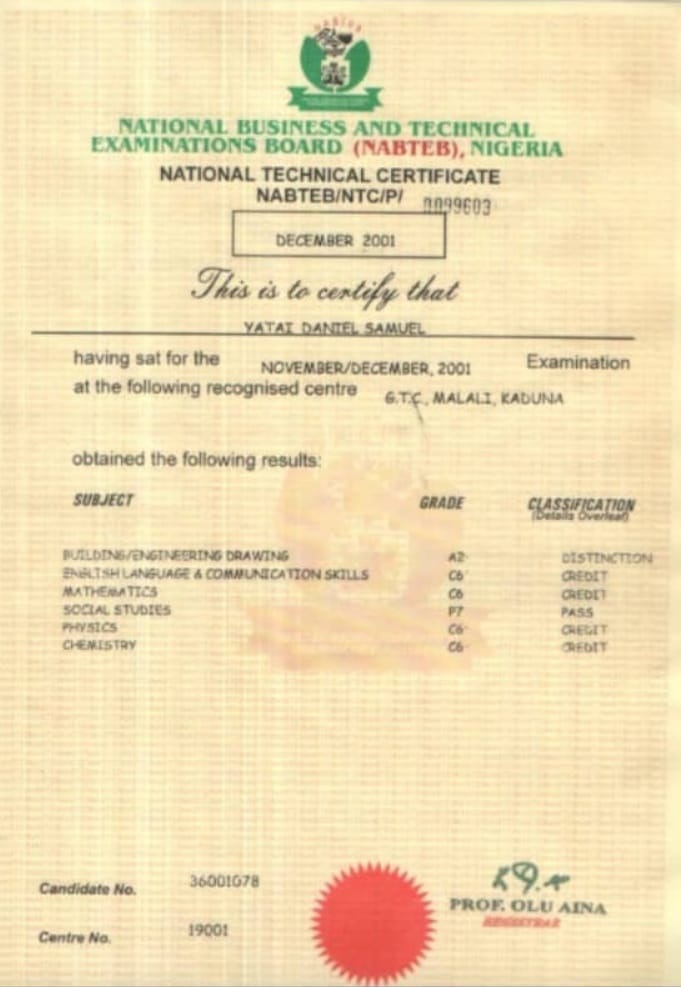 NABTEB
NATIONAL BUSINESS AND TECHNICAL
EXAMINATIONS BOARD (NABTEB), NIGERIA
NATIONAL TECHNICAL CERTIFICATE
NABTEB/NTC/P/ 0099603
DECEMBER 2001
This is to certify that
YATAI DANIEL SAMUEL
having sat for the NOVEMBER/DECEMBER, 2001 Examination
at the following recognised centre G.T.C., MALALI, KADUNA
obtained the following results:
SUBJECT GRADE CLASSIFICATION
(Details Overleaf)
BUILDING/ENGINEERING DRAWING A2 DISTINCTION
ENGLISH LANGUAGE & COMMUNICATION SKILLS C6 CREDIT
MATHEMATICS C6 CREDIT
SOCIAL STUDIES P7 PASS
PHYSICS C6 CREDIT
CHEMISTRY C6 CREDIT
Candidate No. 36001078
PROF. OLU AINA
REGISTRAR
Centre No. 19001